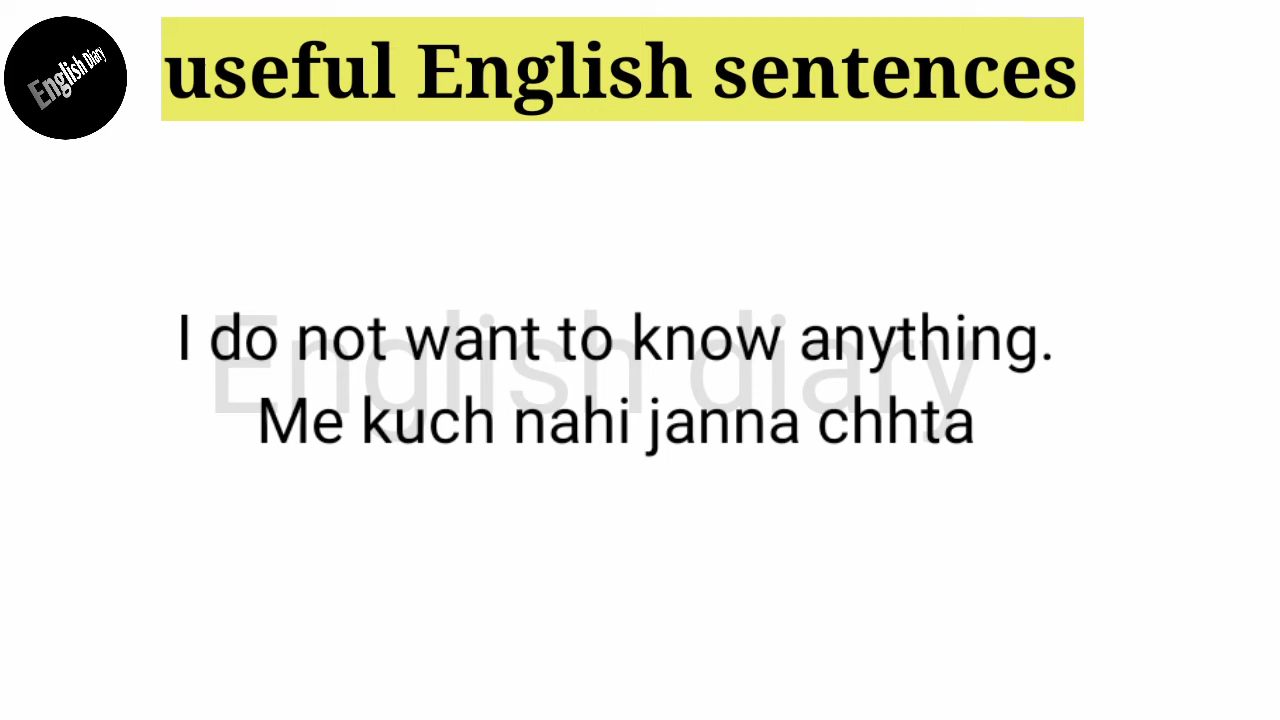 English Diary
useful English sentences
English diary
I do not want to know anything.
Me kuch nahi janna chhta